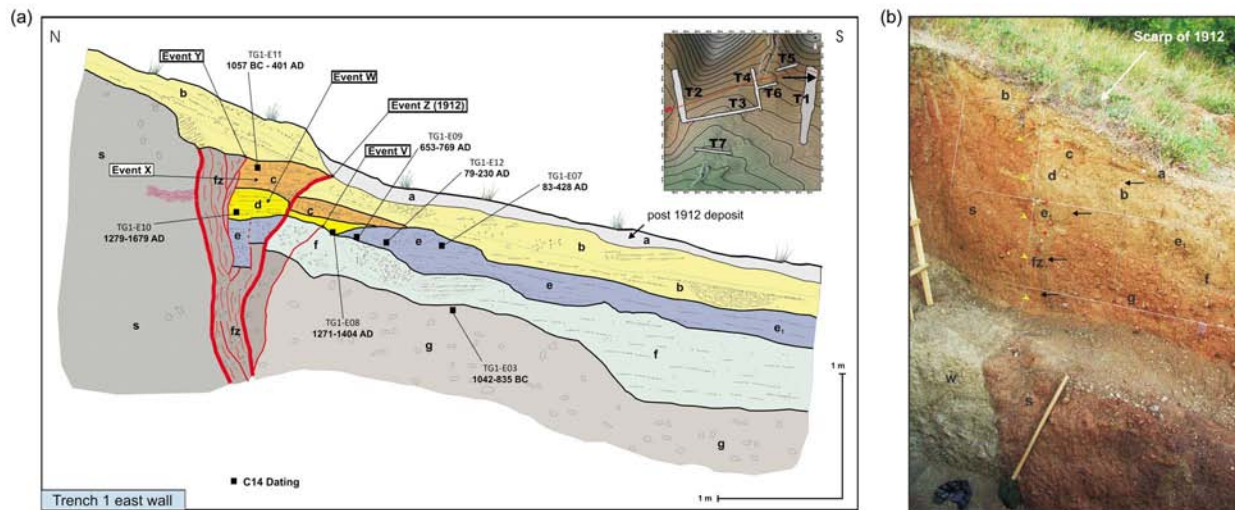 (a)
N
S
Event Y
TG1-E11
1057 BC - 401 AD
Event W
Event Z (1912)
TG1-E09
653-769 AD
Event V
TG1-E12
79-230 AD
TG1-E07
83-428 AD
Event X
TG1-E10
1279-1679 AD
TG1-E08
1271-1404 AD
TG1-E03
1042-835 BC
post 1912 deposit
b
s
fz
c
d
e
s
fz
c
f
e
a
b
a
e
b
e₁
f
g
g
T5
T4
T2
T6
T1
T3
T7
1 m
1 m
C14 Dating
Trench 1 east wall
(b)
Scarp of 1912
b
c
d
a
b
s
e
e₁
fz
f
g
w
s